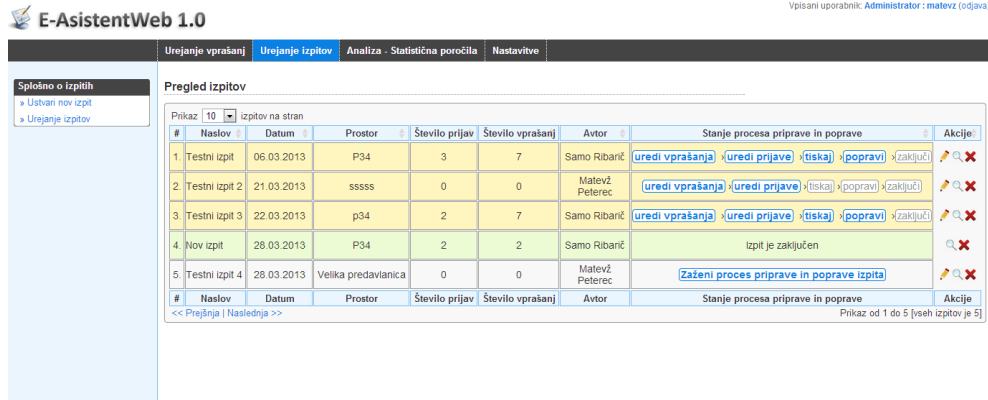 Vpisani uporabnik: Administrator : matevz (odjava)
E-AsistentWeb 1.0
Urejanje vprašanj Urejanje izpitov Analiza - Statistična poročila Nastavitve
Splošno o izpitih
» Ustvari nov izpit
» Urejanje izpitov
Pregled izpitov
Prikaz 10 izpitov na stran
# Naslov Datum Prostor Število prijav Število vprašanj Avtor Stanje procesa priprave in poprave Akcije
1. Testni izpit 06.03.2013 P34 3 7 Samo Ribarič uredi vprašanja › uredi prijave › tiskaj › popravi › zaključi
2. Testni izpit 2 21.03.2013 sssss 0 0 Matevž Peterec uredi vprašanja › uredi prijave › tiskaj › popravi › zaključi
3. Testni izpit 3 22.03.2013 p34 2 7 Samo Ribarič uredi vprašanja › uredi prijave › tiskaj › popravi › zaključi
4. Nov izpit 28.03.2013 P34 2 2 Samo Ribarič Izpit je zaključen
5. Testni izpit 4 28.03.2013 Velika predavalnica 0 0 Matevž Peterec Zaženi proces priprave in poprave izpita
# Naslov Datum Prostor Število prijav Število vprašanj Avtor Stanje procesa priprave in poprave Akcije
<< Prejšnja | Naslednja >> Prikaz od 1 do 5 [vseh izpitov je 5]